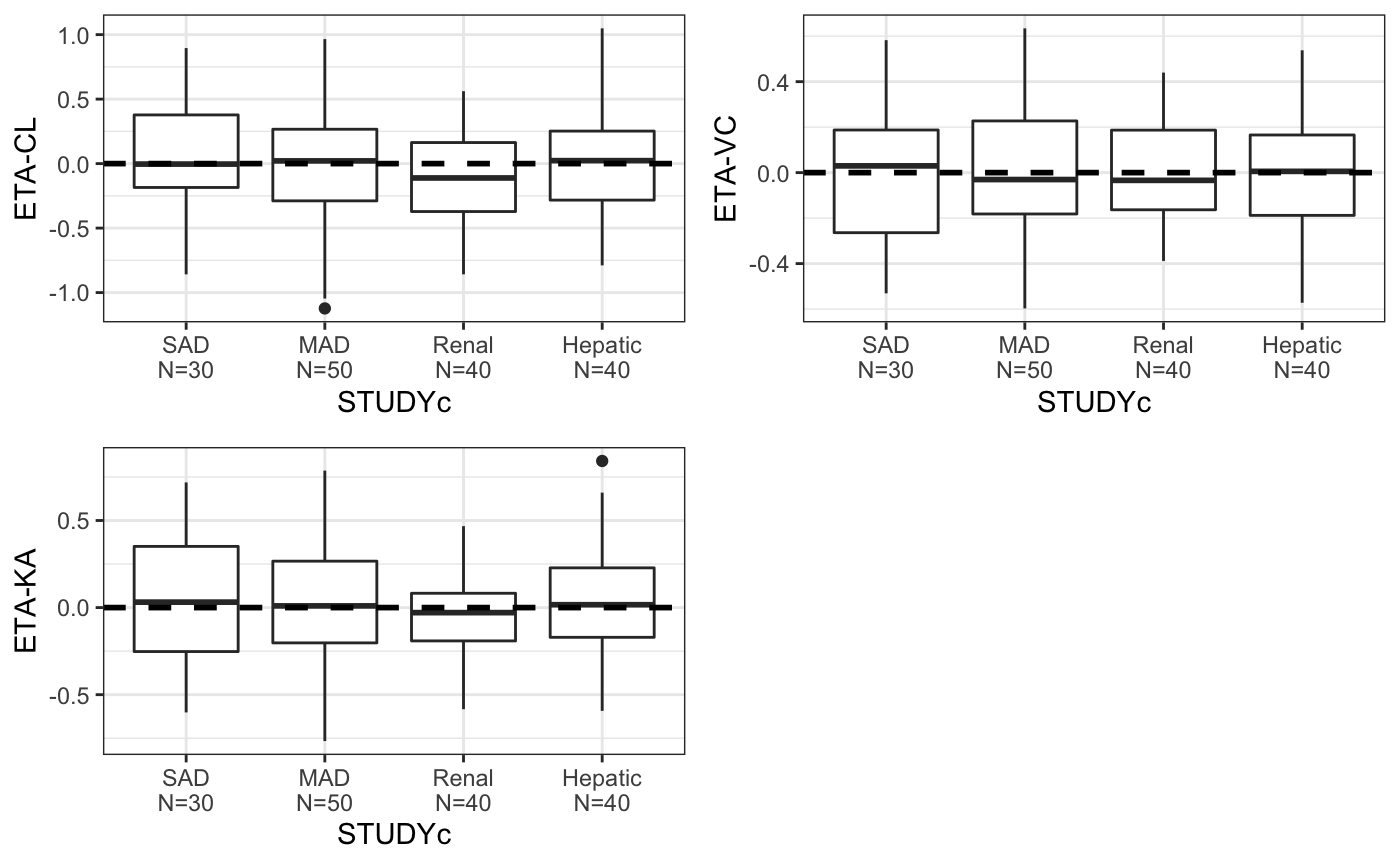 ETA-CL
1.0
0.5
0.0
-0.5
-1.0
SAD MAD Renal Hepatic
N=30 N=50 N=40 N=40
STUDYc
ETA-VC
0.4
0.0
-0.4
SAD MAD Renal Hepatic
N=30 N=50 N=40 N=40
STUDYc
ETA-KA
0.5
0.0
-0.5
SAD MAD Renal Hepatic
N=30 N=50 N=40 N=40
STUDYc